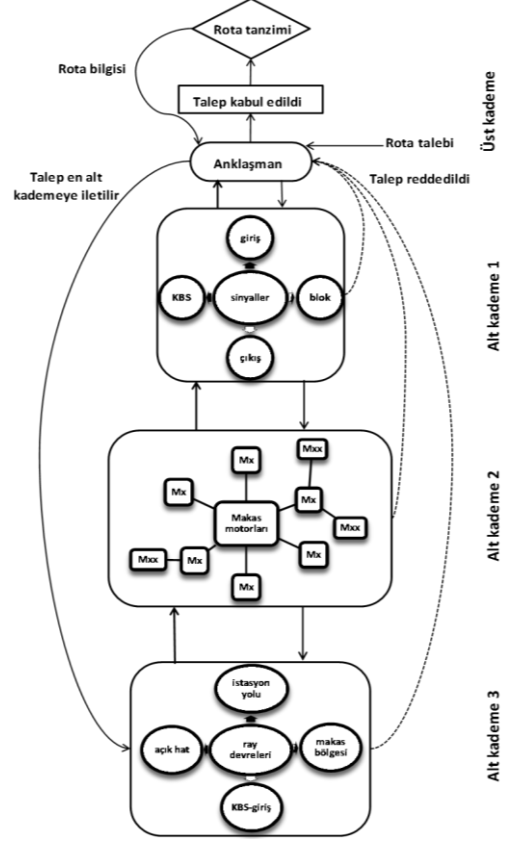 Rota tanzimi
Rota bilgisi
Talep kabul edildi
Üst kademe
Rota talebi
Anklaşman
Talep en alt
kademeye iletilir
Talep reddedildi
giriş
KBS
sinyaller
blok
çıkış
Alt kademe 1
Mxx
Mx
Mx
Mx
Makas
motorları
Mxx
Mxx
Mx
Mx
Mx
Alt kademe 2
istasyon
yolu
açık hat
ray
devreleri
makas
bölgesi
KBS-giriş
Alt kademe 3